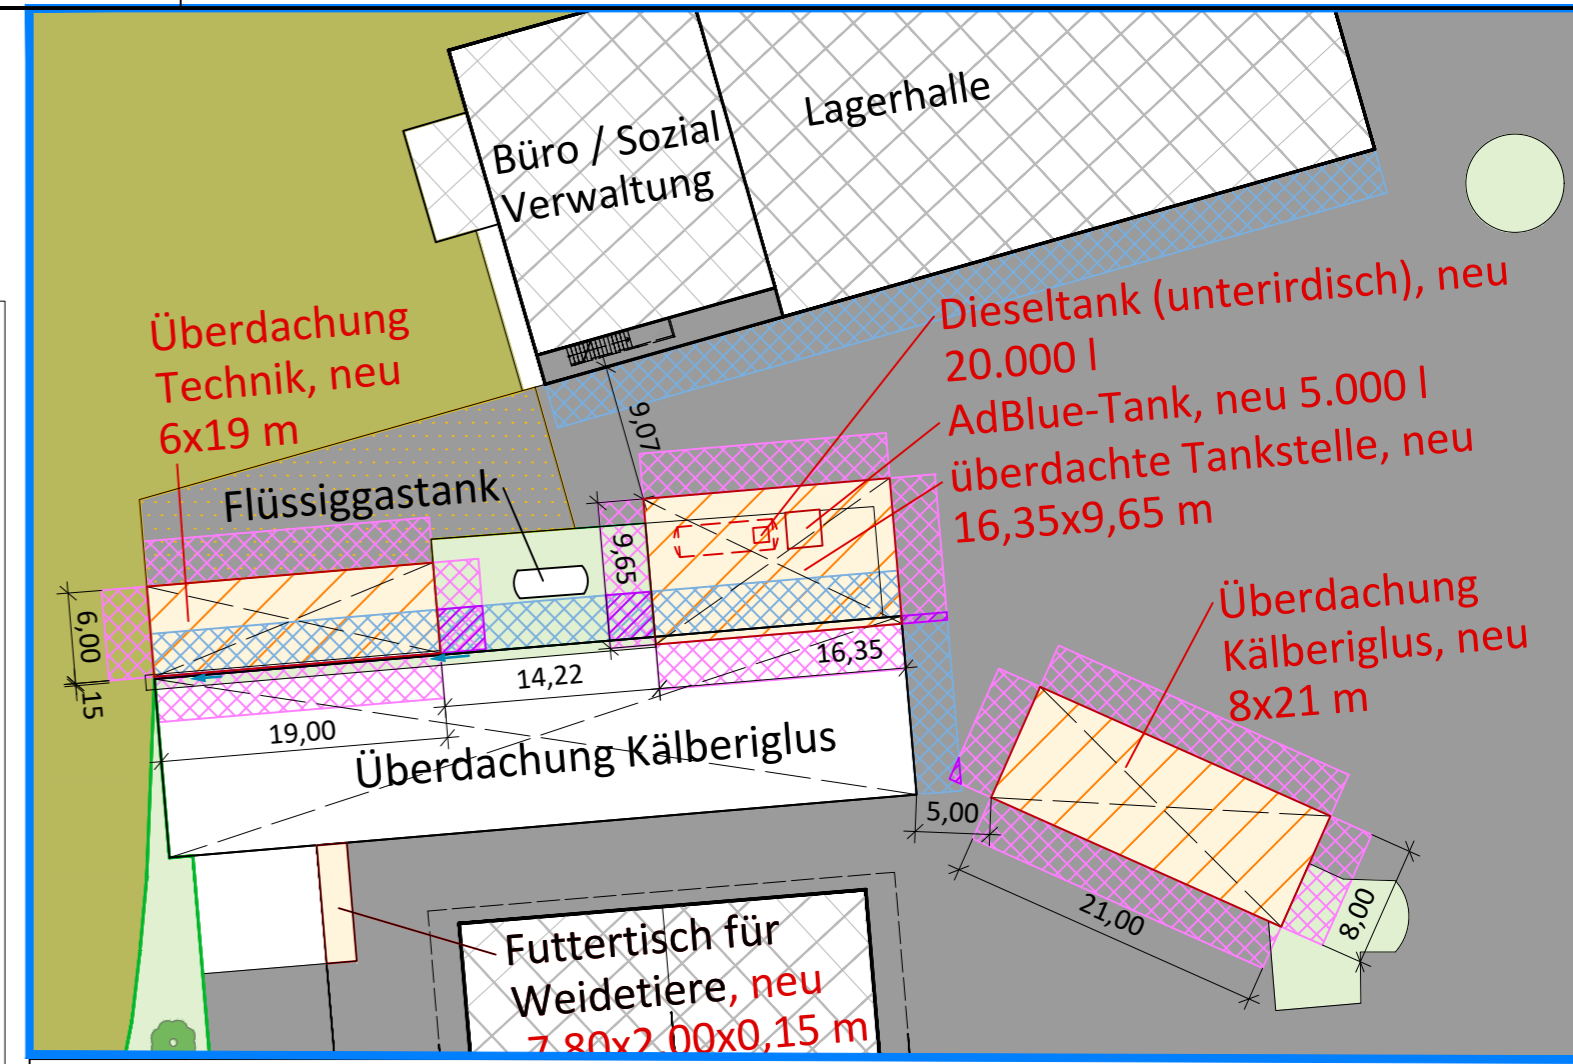 Büro / Sozial
Verwaltung
Lagerhalle
Überdachung
Technik, neu
6x19 m
Dieseltank (unterirdisch), neu
20.000 l
AdBlue-Tank, neu 5.000 l
überdachte Tankstelle, neu
16,35x9,65 m
9,07
Flüssiggastank
9,65
6,00
15
14,22
16,35
19,00
Überdachung Kälberiglus
Überdachung
Kälberiglus, neu
8x21 m
5,00
21,00
8,00
Futtertisch für
Weidetiere, neu
7,80x2,00x0,15 m